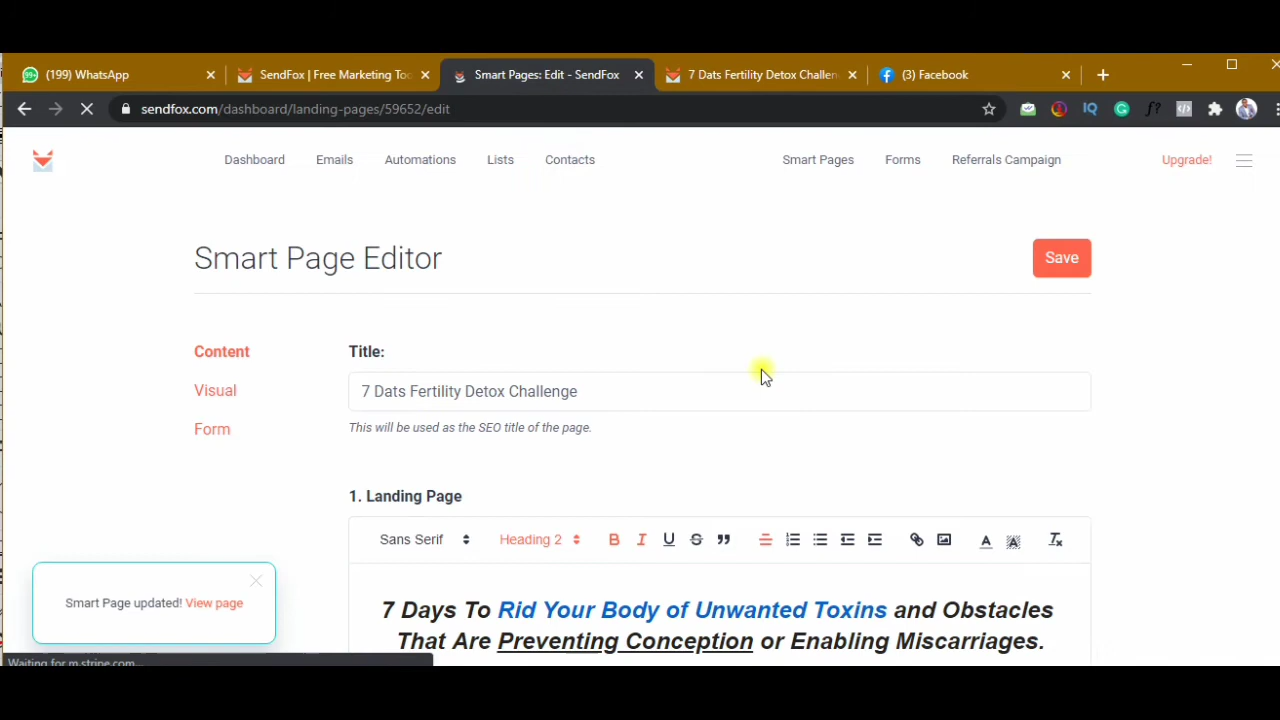 (199) WhatsApp
SendFox | Free Marketing Too
Smart Pages: Edit - SendFox
7 Dats Fertility Detox Challen
(3) Facebook
sendfox.com/dashboard/landing-pages/59652/edit
Dashboard Emails Automations Lists Contacts Smart Pages Forms Referrals Campaign Upgrade!
Smart Page Editor
Save
Content
Title:
Visual
7 Dats Fertility Detox Challenge
Form
This will be used as the SEO title of the page.
1. Landing Page
Sans Serif Heading 2 B I U S
7 Days To Rid Your Body of Unwanted Toxins and Obstacles
That Are Preventing Conception or Enabling Miscarriages.
Smart Page updated! View page
Waiting for m.stripe.com...